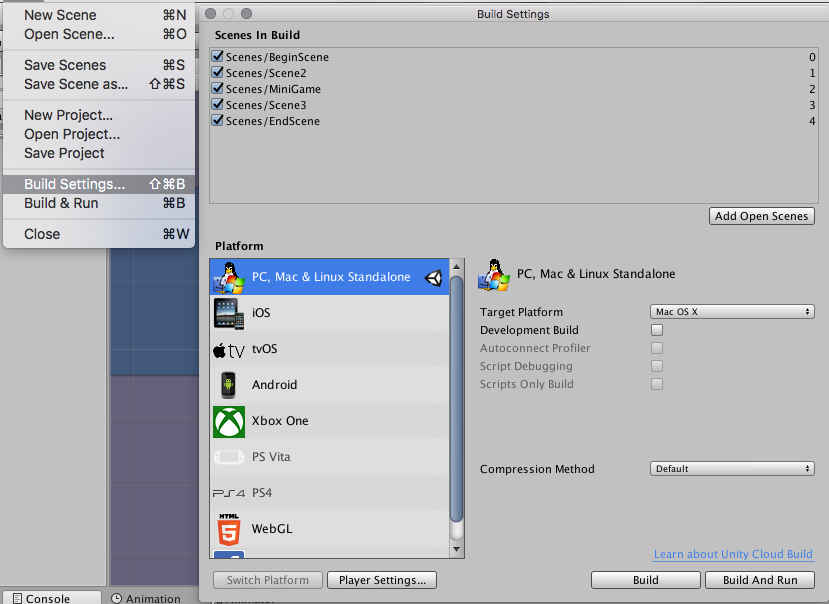 New Scene ⌘N
Open Scene... ⌘O
Save Scenes ⌘S
Save Scene as... ⇧⌘S
New Project...
Open Project...
Save Project
Build Settings... ⇧⌘B
Build & Run ⌘B
Close ⌘W
Build Settings
Scenes In Build
Scenes/BeginScene 0
Scenes/Scene2 1
Scenes/MiniGame 2
Scenes/Scene3 3
Scenes/EndScene 4
Add Open Scenes
Platform
PC, Mac & Linux Standalone
iOS
tv tvOS
Android
Xbox One
PS Vita
PS4 PS4
HTML
5 WebGL
Switch Platform
Player Settings...
PC, Mac & Linux Standalone
Target Platform Mac OS X
Development Build
Autoconnect Profiler
Script Debugging
Scripts Only Build
Compression Method Default
Learn about Unity Cloud Build
Build
Build And Run
Console
Animation